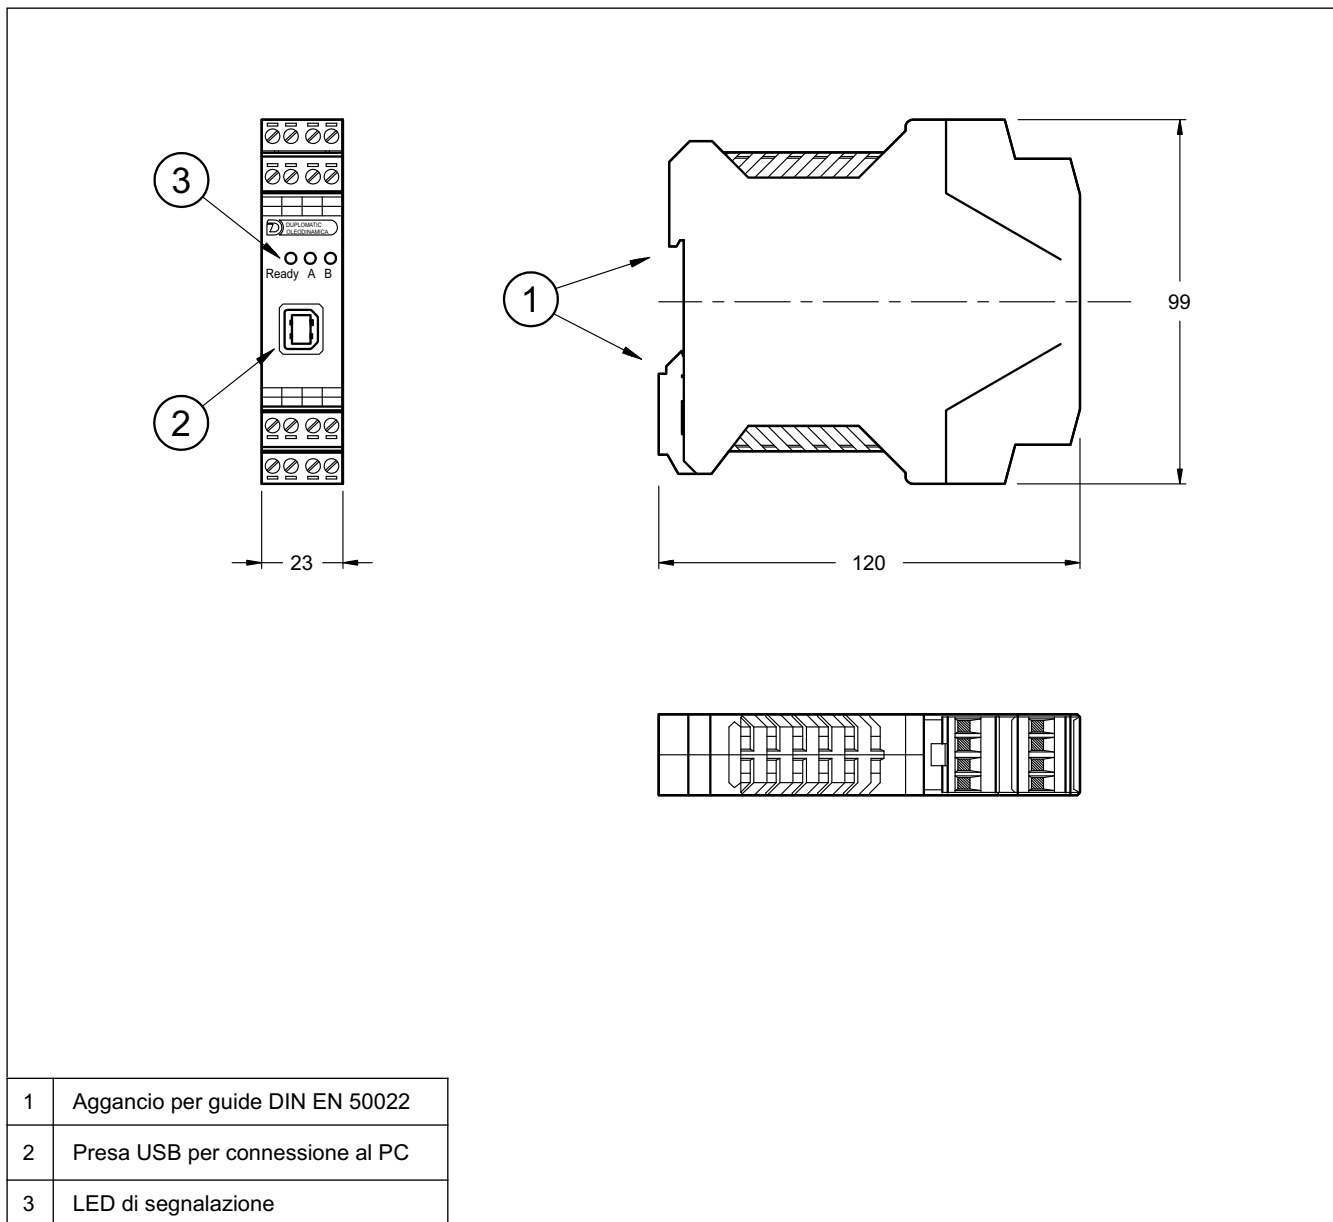 3
DUPLOMATIC
OLEODINAMICA
Ready A B
1
99
2
23
120
1 Aggancio per guide DIN EN 50022
2 Presa USB per connessione al PC
3 LED di segnalazione